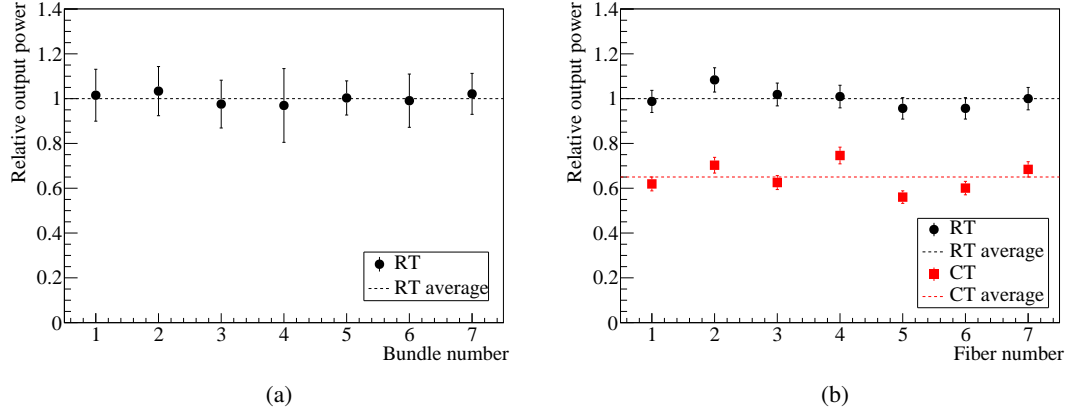 Relative output power
1.4
1.2
1
0.8
0.6
0.4
0.2
0
1 2 3 4 5 6 7
Bundle number
RT
RT average
(a)
Relative output power
1.4
1.2
1
0.8
0.6
0.4
0.2
0
1 2 3 4 5 6 7
Fiber number
RT
RT average
CT
CT average
(b)